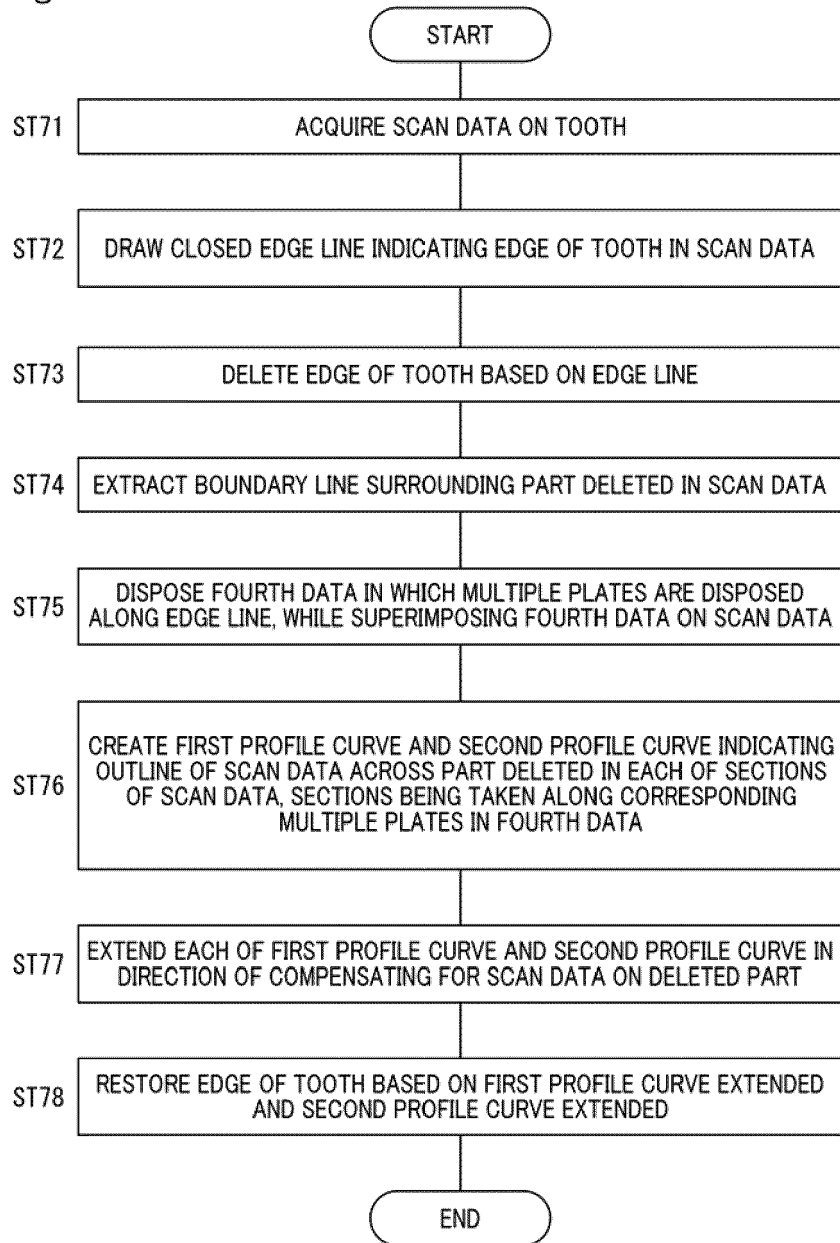 START
ST71 ACQUIRE SCAN DATA ON TOOTH
ST72 DRAW CLOSED EDGE LINE INDICATING EDGE OF TOOTH IN SCAN DATA
ST73 DELETE EDGE OF TOOTH BASED ON EDGE LINE
ST74 EXTRACT BOUNDARY LINE SURROUNDING PART DELETED IN SCAN DATA
ST75
DISPOSE FOURTH DATA IN WHICH MULTIPLE PLATES ARE DISPOSED
ALONG EDGE LINE, WHILE SUPERIMPOSING FOURTH DATA ON SCAN DATA
ST76
CREATE FIRST PROFILE CURVE AND SECOND PROFILE CURVE INDICATING
OUTLINE OF SCAN DATA ACROSS PART DELETED IN EACH OF SECTIONS
OF SCAN DATA, SECTIONS BEING TAKEN ALONG CORRESPONDING
MULTIPLE PLATES IN FOURTH DATA
ST77
EXTEND EACH OF FIRST PROFILE CURVE AND SECOND PROFILE CURVE IN
DIRECTION OF COMPENSATING FOR SCAN DATA ON DELETED PART
ST78
RESTORE EDGE OF TOOTH BASED ON FIRST PROFILE CURVE EXTENDED
AND SECOND PROFILE CURVE EXTENDED
END